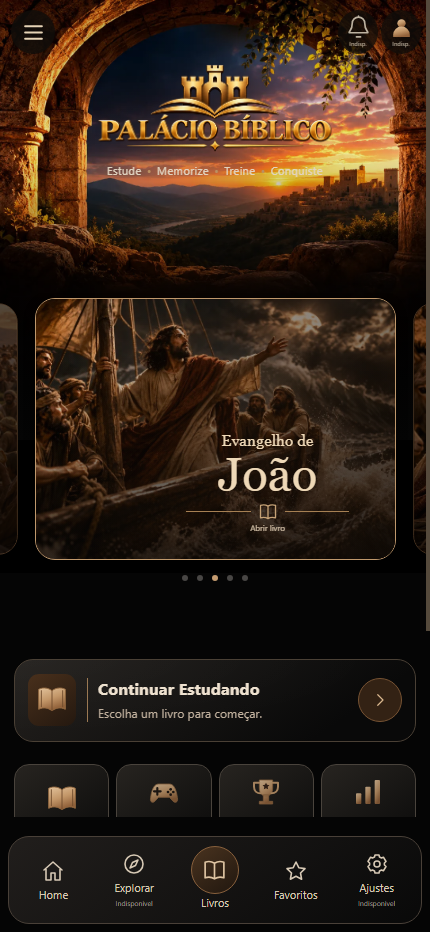 Indisp.
Indisp.
PALÁCIO BÍBLICO
Estude • Memorize • Treine • Conquiste
Evangelho de
João
Abrir livro
Continuar Estudando
Escolha um livro para começar.
Home
Explorar
Indisponível
Livros
Favoritos
Ajustes
Indisponível